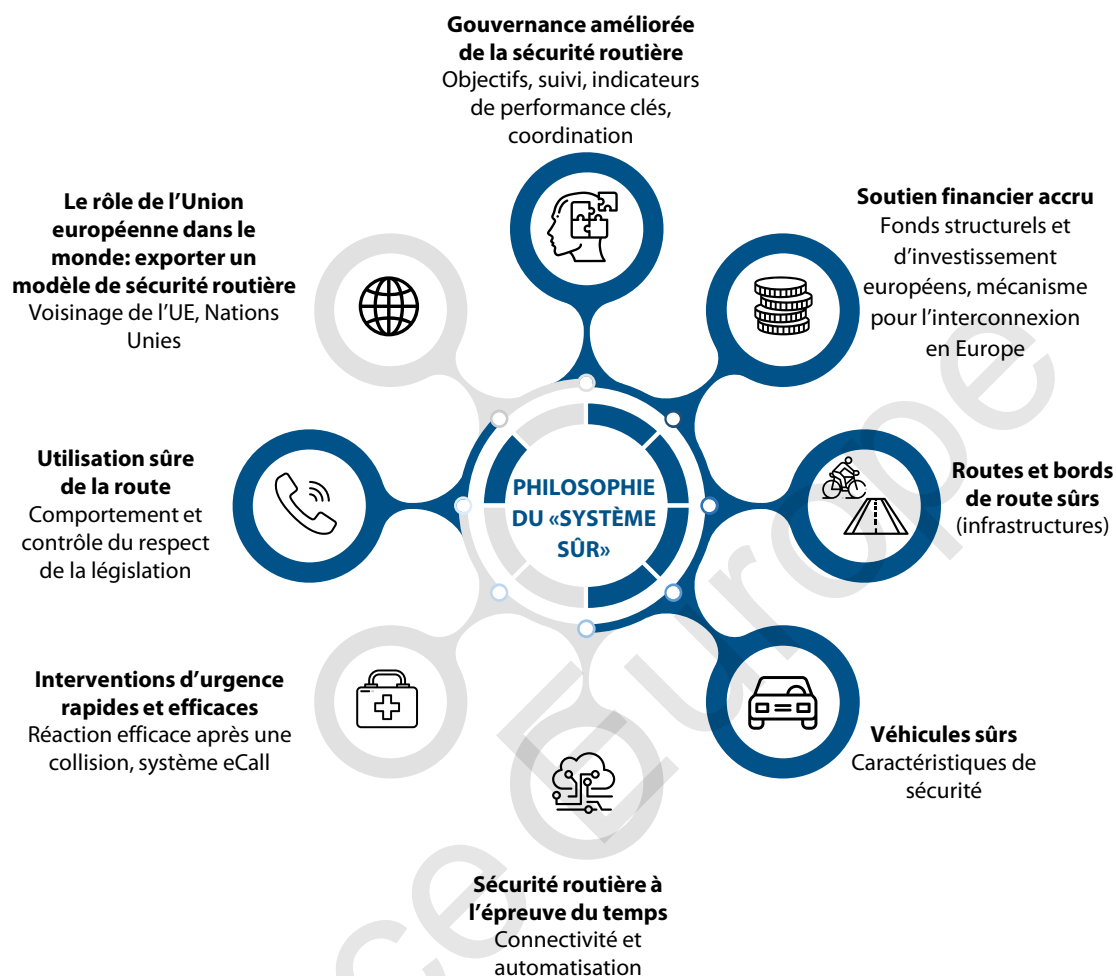 Gouvernance améliorée
de la sécurité routière
Objectifs, suivi, indicateurs
de performance clés,
coordination
Soutien financier accru
Fonds structurels et
d’investissement
européens, mécanisme
pour l’interconnexion
en Europe
Routes et bords
de route sûrs
(infrastructures)
Véhicules sûrs
Caractéristiques de
sécurité
Sécurité routière à
l’épreuve du temps
Connectivité et
automatisation
Interventions d’urgence
rapides et efficaces
Réaction efficace après une
collision, système eCall
Utilisation sûre
de la route
Comportement et
contrôle du respect
de la législation
Le rôle de l’Union
européenne dans le
monde: exporter un
modèle de sécurité routière
Voisinage de l’UE, Nations
Unies
PHILOSOPHIE
DU «SYSTÈME
SÛR»
ce Europe